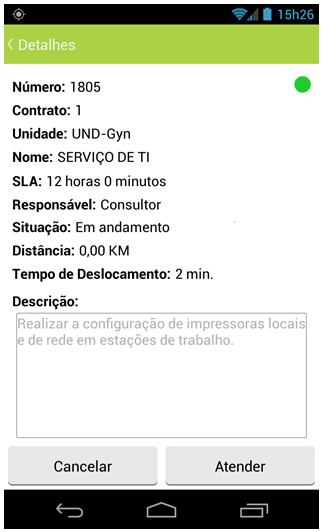 15h26
Detalhes
Número: 1805
Contrato: 1
Unidade: UND-Gyn
Nome: SERVIÇO DE TI
SLA: 12 horas 0 minutos
Responsável: Consultor
Situação: Em andamento
Distância: 0,00 KM
Tempo de Deslocamento: 2 min.
Descrição:
Realizar a configuração de impressoras locais
e de rede em estações de trabalho.
Cancelar
Atender